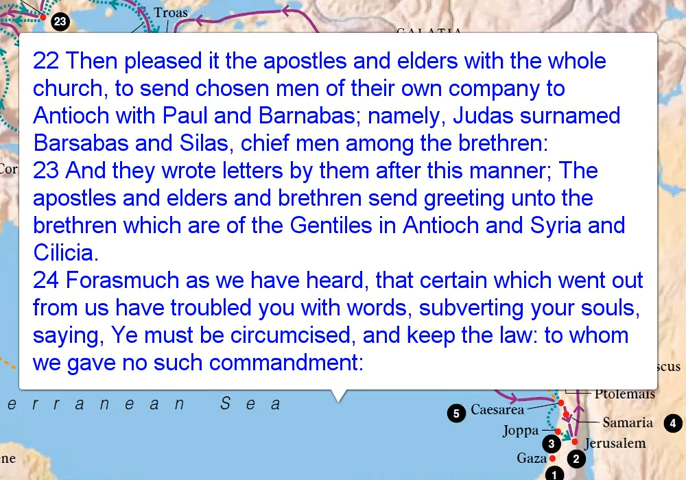 23
Troas
GALATIA
22 Then pleased it the apostles and elders with the whole
church, to send chosen men of their own company to
Antioch with Paul and Barnabas; namely, Judas surnamed
Barsabas and Silas, chief men among the brethren:
23 And they wrote letters by them after this manner; The
apostles and elders and brethren send greeting unto the
brethren which are of the Gentiles in Antioch and Syria and
Cilicia.
24 Forasmuch as we have heard, that certain which went out
from us have troubled you with words, subverting your souls,
saying, Ye must be circumcised, and keep the law: to whom
we gave no such commandment:
Cor
scus
Ptolemais
erranean Sea
5 Caesarea
Samaria 4
Joppa
3 Jerusalem
ne
Gaza 2
1